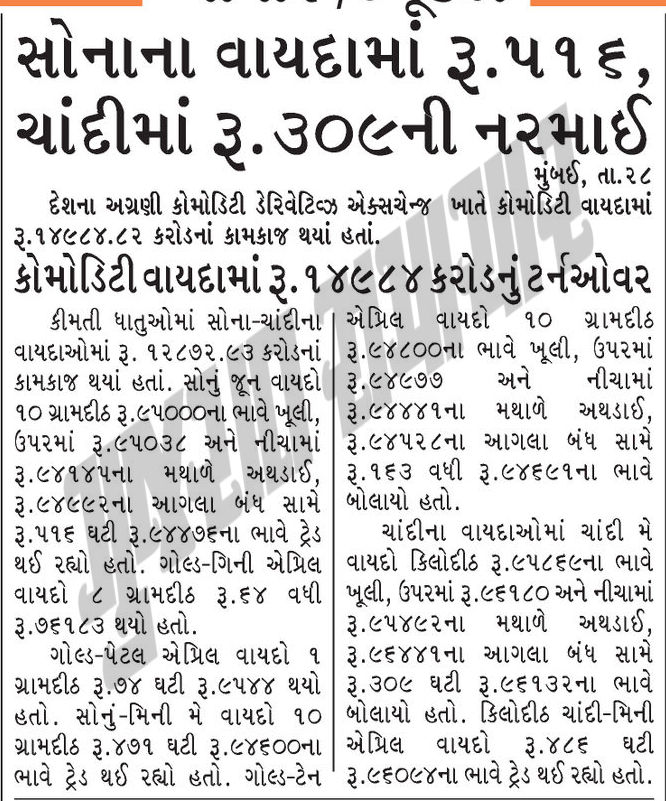 સોનાના વાયદામાં રૂ.૫૧૬,
ચાંદીમાં રૂ.૩૦૯ની નરમાઈ
મુંબઈ, તા.૨૮
દેશના અગ્રણી કોમોડિટી ડેરિવેટિવ્ઝ એક્સચેન્જ ખાતે કોમોડિટી વાયદામાં
રૂ.૧૪૯૮૪.૮૨ કરોડનાં કામકાજ થયાં હતાં.
કોમોડિટી વાયદામાં રૂ.૧૪૯૮૪ કરોડનું ટર્નઓવર
કીમતી ધાતુઓમાં સોના-ચાંદીના
વાયદાઓમાં રૂ. ૧૨૮૭૨.૯૩ કરોડનાં
કામકાજ થયાં હતાં. સોનું જૂન વાયદો
૧૦ ગ્રામદીઠ રૂ.૯૫૦૦૦ના ભાવે ખૂલી,
ઉપરમાં રૂ.૯૫૦૩૮ અને નીચામાં
રૂ.૯૪૧૪૫ના મથાળે અથડાઈ,
રૂ.૯૪૯૯૨ના આગલા બંધ સામે
રૂ.૫૧૬ ઘટી રૂ.૯૪૪૭૬ના ભાવે ટ્રેડ
થઈ રહ્યો હતો. ગોલ્ડ-ગિની એપ્રિલ
વાયદો ૮ ગ્રામદીઠ રૂ.૬૪ વધી
રૂ.૭૬૧૮૩ થયો હતો.
ગોલ્ડ-પેટલ એપ્રિલ વાયદો ૧
ગ્રામદીઠ રૂ.૭૪ ઘટી રૂ.૯૫૪૪ થયો
હતો. સોનું-મિની મે વાયદો ૧૦
ગ્રામદીઠ રૂ.૪૭૧ ઘટી રૂ.૯૪૬૦૦ના
ભાવે ટ્રેડ થઈ રહ્યો હતો. ગોલ્ડ-ટેન
એપ્રિલ વાયદો ૧૦ ગ્રામદીઠ
રૂ.૯૪૮૦૦ના ભાવે ખૂલી, ઉપરમાં
રૂ.૯૪૯૭૭ અને નીચામાં
રૂ.૯૪૪૪૧ના મથાળે અથડાઈ,
રૂ.૯૪૫૨૮ના આગલા બંધ સામે
રૂ.૧૬૩ વધી રૂ.૯૪૬૯૧ના ભાવે
બોલાયો હતો.
ચાંદીના વાયદાઓમાં ચાંદી મે
વાયદો કિલોદીઠ રૂ.૯૫૮૬૯ના ભાવે
ખૂલી, ઉપરમાં રૂ.૯૬૧૮૦ અને નીચામાં
રૂ.૯૫૪૯૨ના મથાળે અથડાઈ,
રૂ.૯૬૪૪૧ના આગલા બંધ સામે
રૂ.૩૦૯ ઘટી રૂ.૯૬૧૩૨ના ભાવે
બોલાયો હતો. કિલોદીઠ ચાંદી-મિની
એપ્રિલ વાયદો રૂ.૪૮૬ ઘટી
રૂ.૯૬૦૯૪ના ભાવે ટ્રેડ થઈ રહ્યો હતો.